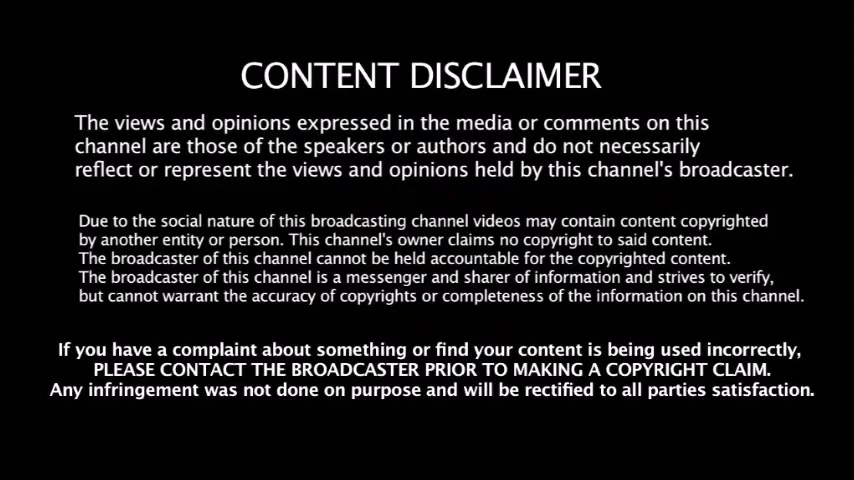 CONTENT DISCLAIMER
The views and opinions expressed in the media or comments on this
channel are those of the speakers or authors and do not necessarily
reflect or represent the views and opinions held by this channel's broadcaster.
Due to the social nature of this broadcasting channel videos may contain content copyrighted
by another entity or person. This channel's owner claims no copyright to said content.
The broadcaster of this channel cannot be held accountable for the copyrighted content.
The broadcaster of this channel is a messenger and sharer of information and strives to verify,
but cannot warrant the accuracy of copyrights or completeness of the information on this channel.
If you have a complaint about something or find your content is being used incorrectly,
PLEASE CONTACT THE BROADCASTER PRIOR TO MAKING A COPYRIGHT CLAIM.
Any infringement was not done on purpose and will be rectified to all parties satisfaction.